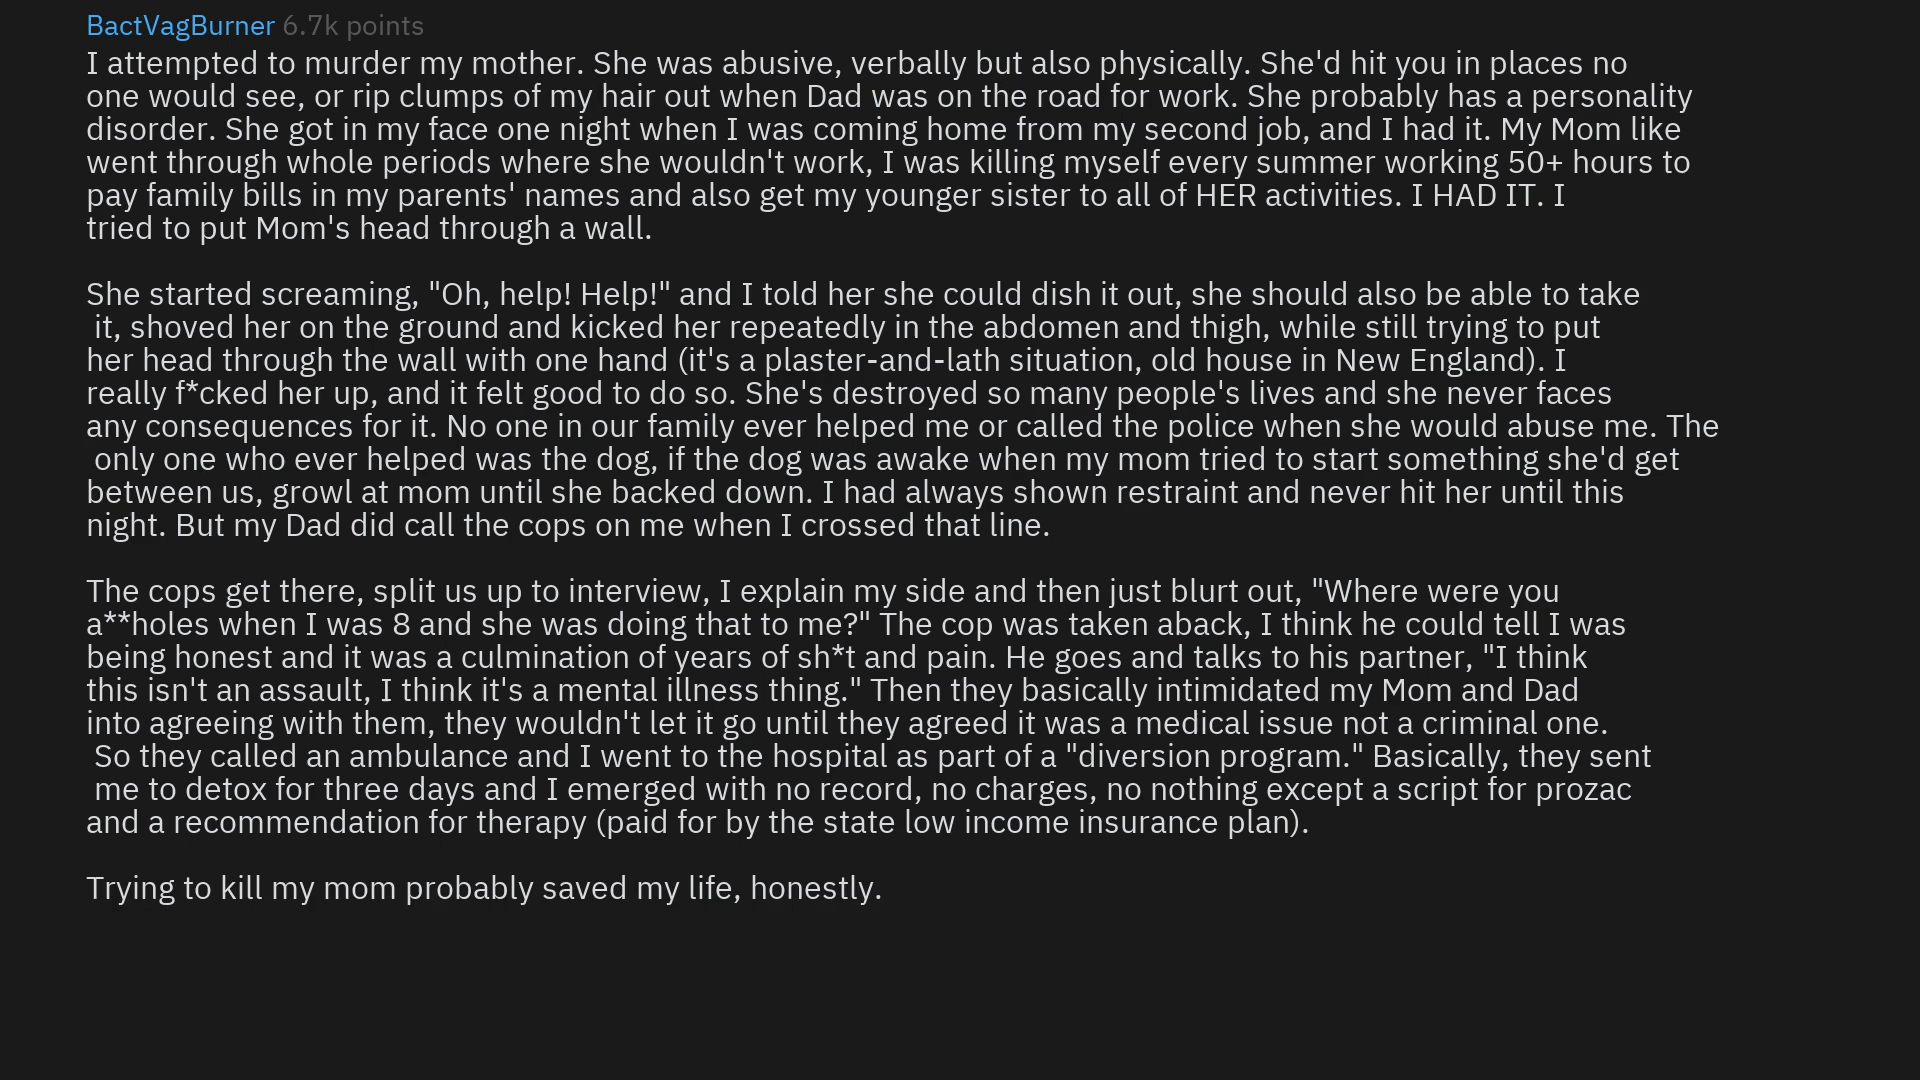 BactVagBurner 6.7k points
I attempted to murder my mother. She was abusive, verbally but also physically. She'd hit you in places no
one would see, or rip clumps of my hair out when Dad was on the road for work. She probably has a personality
disorder. She got in my face one night when I was coming home from my second job, and I had it. My Mom like
went through whole periods where she wouldn't work, I was killing myself every summer working 50+ hours to
pay family bills in my parents' names and also get my younger sister to all of HER activities. I HAD IT. I
tried to put Mom's head through a wall.
She started screaming, "Oh, help! Help!" and I told her she could dish it out, she should also be able to take
it, shoved her on the ground and kicked her repeatedly in the abdomen and thigh, while still trying to put
her head through the wall with one hand (it's a plaster-and-lath situation, old house in New England). I
really f*cked her up, and it felt good to do so. She's destroyed so many people's lives and she never faces
any consequences for it. No one in our family ever helped me or called the police when she would abuse me. The
only one who ever helped was the dog, if the dog was awake when my mom tried to start something she'd get
between us, growl at mom until she backed down. I had always shown restraint and never hit her until this
night. But my Dad did call the cops on me when I crossed that line.
The cops get there, split us up to interview, I explain my side and then just blurt out, "Where were you
a**holes when I was 8 and she was doing that to me?" The cop was taken aback, I think he could tell I was
being honest and it was a culmination of years of sh*t and pain. He goes and talks to his partner, "I think
this isn't an assault, I think it's a mental illness thing." Then they basically intimidated my Mom and Dad
into agreeing with them, they wouldn't let it go until they agreed it was a medical issue not a criminal one.
So they called an ambulance and I went to the hospital as part of a "diversion program." Basically, they sent
me to detox for three days and I emerged with no record, no charges, no nothing except a script for prozac
and a recommendation for therapy (paid for by the state low income insurance plan).
Trying to kill my mom probably saved my life, honestly.